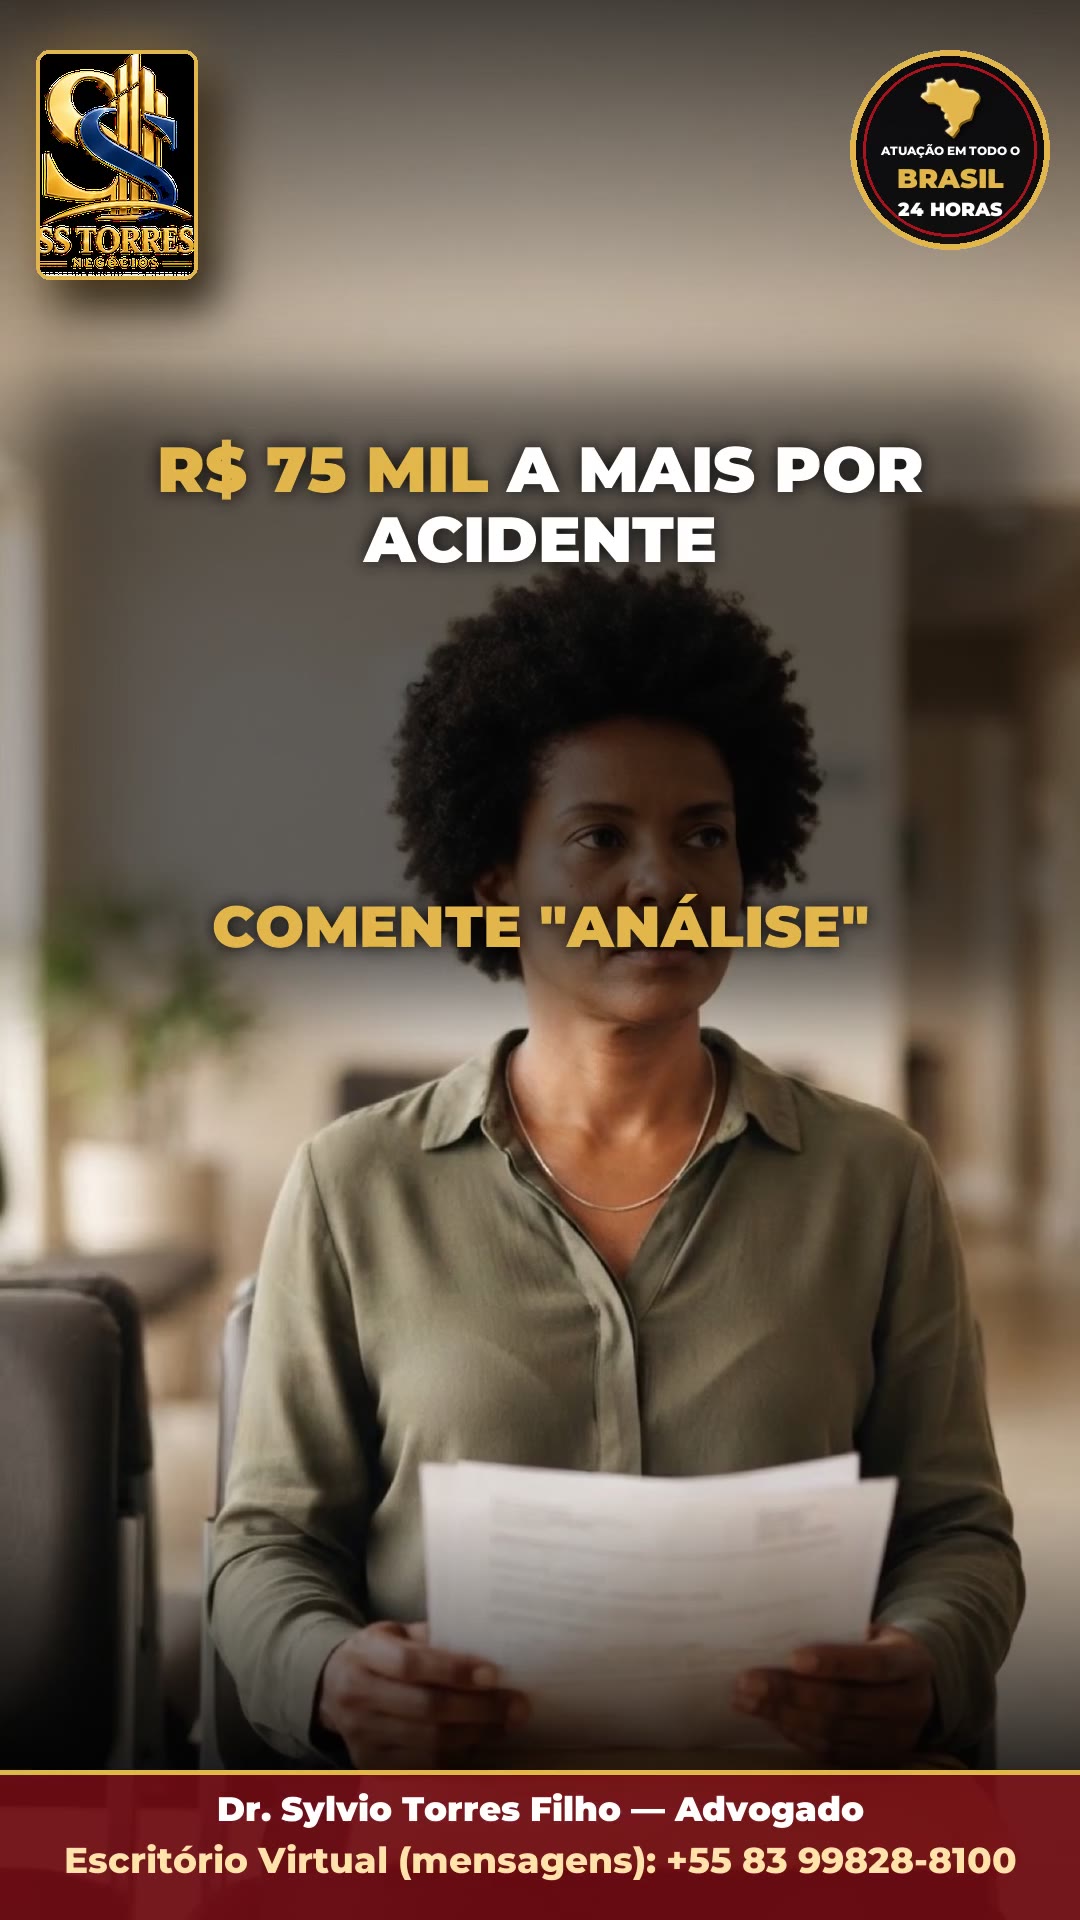 SS TORRES
NEGÓCIOS
ATUAÇÃO EM TODO O
BRASIL
24 HORAS
R$ 75 MIL A MAIS POR
ACIDENTE
COMENTE "ANÁLISE"
Dr. Sylvio Torres Filho — Advogado
Escritório Virtual (mensagens): +55 83 99828-8100